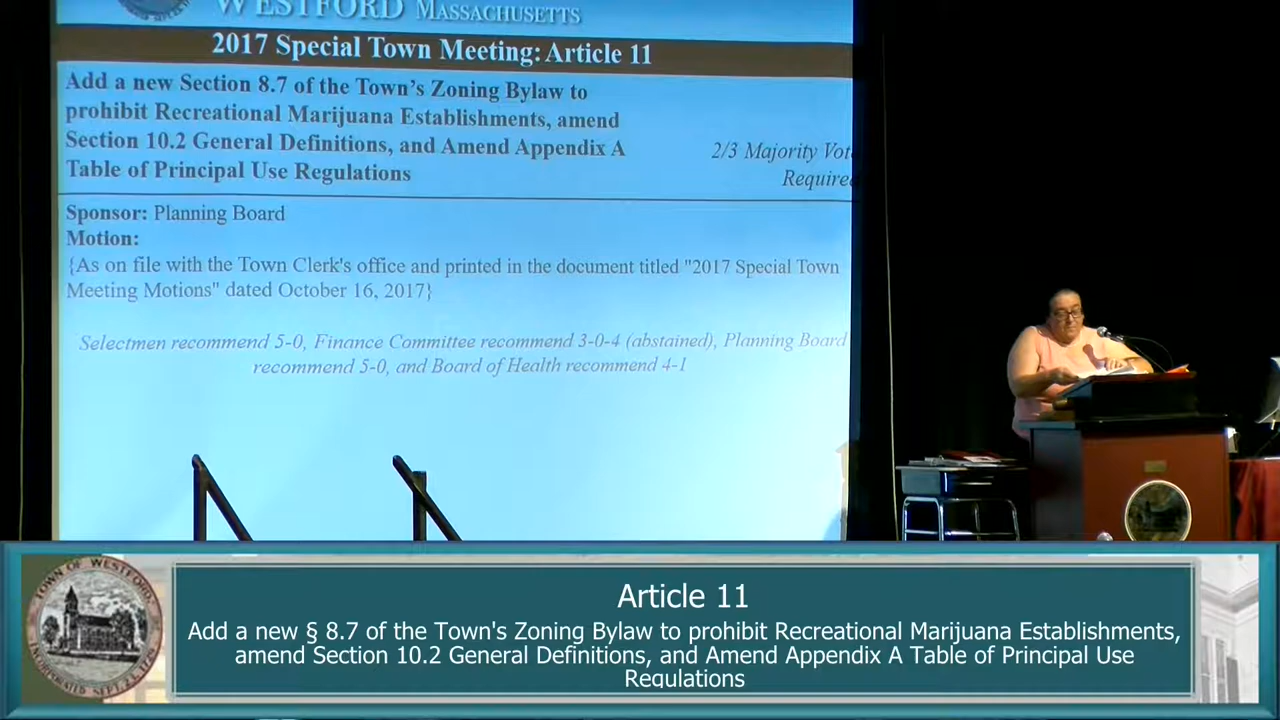 WESTFORD MASSACHUSETTS
2017 Special Town Meeting: Article 11
Add a new Section 8.7 of the Town's Zoning Bylaw to
prohibit Recreational Marijuana Establishments, amend
Section 10.2 General Definitions, and Amend Appendix A
Table of Principal Use Regulations
2/3 Majority Vot
Required
Sponsor: Planning Board
Motion:
{As on file with the Town Clerk's office and printed in the document titled "2017 Special Town
Meeting Motions" dated October 16, 2017}
Selectmen recommend 5-0, Finance Committee recommend 3-0-4 (abstained), Planning Board
recommend 5-0, and Board of Health recommend 4-1
TOWN OF WESTFORD
Article 11
Add a new § 8.7 of the Town's Zoning Bylaw to prohibit Recreational Marijuana Establishments,
amend Section 10.2 General Definitions, and Amend Appendix A Table of Principal Use
Regulations